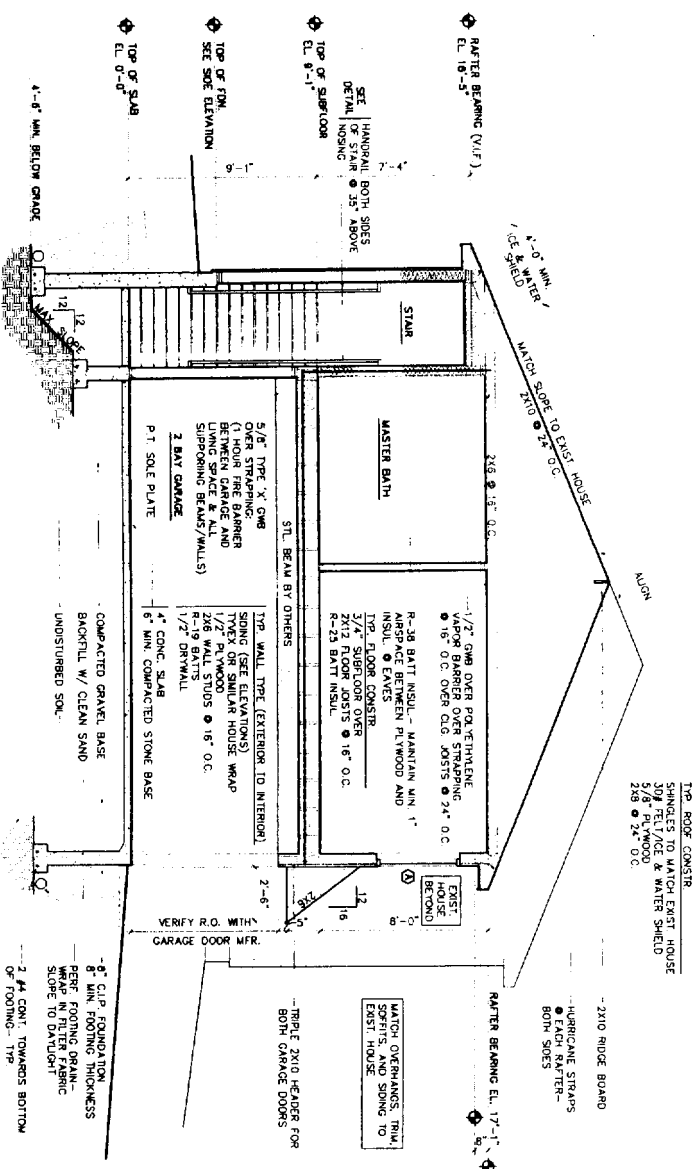 TYP. ROOF CONSTR.
SHINGLES TO MATCH EXIST HOUSE
30# FELT/ICE & WATER SHIELD
5/8" PLYWOOD
2X8 @ 24" O.C.
2X10 RIDGE BOARD
HURRICANE STRAPS
@ EACH RAFTER-
BOTH SIDES
RAFTER BEARING EL. 17'-1"
8"
MATCH OVERHANGS, TRIM,
SOFFITS, AND SIDING TO
EXIST. HOUSE
TRIPLE 2X10 HEADER FOR
BOTH GARAGE DOORS
8" C.I.P. FOUNDATION
8" MIN. FOOTING THICKNESS
PERF. FOOTING DRAIN-
WRAP IN FILTER FABRIC
SLOPE TO DAYLIGHT
2 #4 CONT. TOWARDS BOTTOM
OF FOOTING- TYP.
ALIGN
MATCH SLOPE TO EXIST HOUSE
2X10 @ 24" O.C.
4'-0" MIN.
ICE & WATER
SHIELD
2X6 @ 16" O.C.
1/2" GWB OVER POLYETHYLENE
VAPOR BARRIER OVER STRAPPING
@ 16" O.C. OVER CLG. JOISTS @ 24" O.C.
R-38 BATT INSUL- MAINTAIN MIN. 1"
AIRSPACE BETWEEN PLYWOOD AND
INSUL @ EAVES
TYP. FLOOR CONSTR.
3/4" SUBFLOOR OVER
2X12 FLOOR JOISTS @ 16" O.C.
R-25 BATT INSUL.
EXIST.
HOUSE
BEYOND
A
8'-0"
12
16
2X6
5"
2'-6"
VERIFY R.O. WITH
GARAGE DOOR MFR.
STAIR
MASTER BATH
STL. BEAM BY OTHERS
5/8" TYPE 'X' GWB
OVER STRAPPING:
(1 HOUR FIRE BARRIER
BETWEEN GARAGE AND
LIVING SPACE & ALL
SUPPORING BEAMS/WALLS)
2 BAY GARAGE
P.T. SOLE PLATE
TYP. WALL TYPE (EXTERIOR TO INTERIOR)
SIDING (SEE ELEVATIONS)
TYVEX OR SIMILAR HOUSE WRAP
1/2" PLYWOOD
2X6 WALL STUDS @ 16" O.C.
R-19 BATTS
1/2" DRYWALL
4" CONC. SLAB
6" MIN. COMPACTED STONE BASE
COMPACTED GRAVEL BASE
BACKFILL W/ CLEAN SAND
UNDISTURBED SOIL
RAFTER BEARING (V.I.F.)
EL 16'-5"
7'-4"
SEE
DETAIL
HANDRAIL BOTH SIDES
OF STAIR @ 35" ABOVE
NOSING
TOP OF SUBFLOOR
EL 9'-1"
9'-1"
TOP OF FDN.
SEE SIDE ELEVATION
TOP OF SLAB
EL 0'-0"
4'-6" MIN. BELOW GRADE
12
12
MAX SLOPE